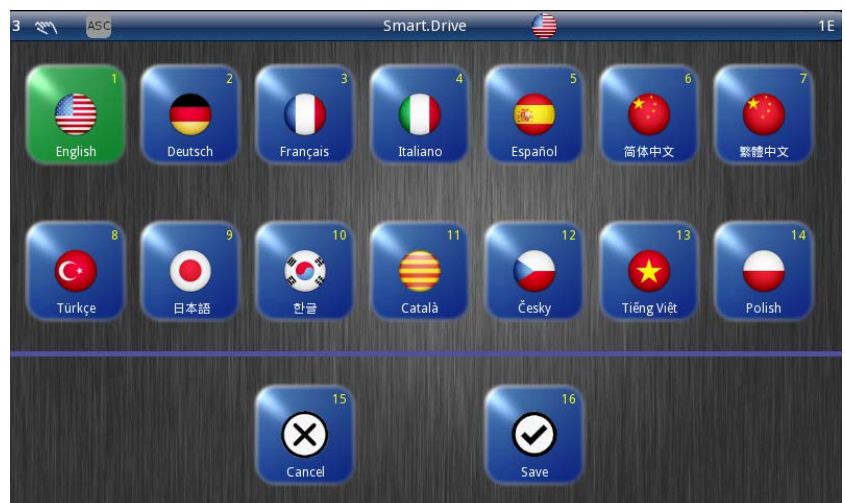 3 ASC Smart.Drive 1E
1 2 3 4 5 6 7
English Deutsch Français Italiano Español 简体中文 繁體中文
8 9 10 11 12 13 14
Türkçe 日本語 한글 Català Česky Tiếng Việt Polish
15 16
Cancel Save